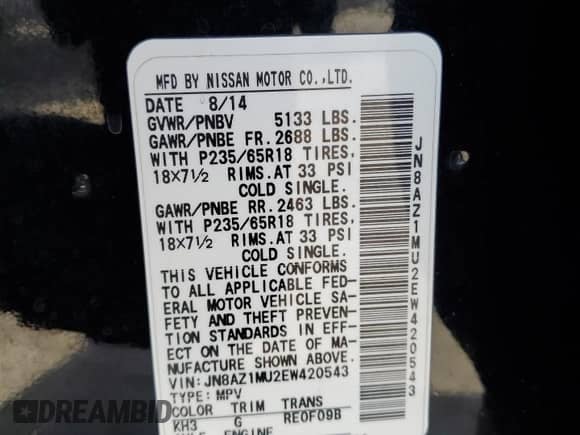 MFD BY NISSAN MOTOR CO.,LTD.
DATE 8/14
GVWR/PNBV 5133 LBS.
GAWR/PNBE FR. 2688 LBS.
WITH P235/65R18 TIRES,
18X7½ RIMS. AT 33 PSI
COLD SINGLE.
GAWR/PNBE RR. 2463 LBS.
WITH P235/65R18 TIRES,
18X7½ RIMS. AT 33 PSI
COLD SINGLE.
THIS VEHICLE CONFORMS
TO ALL APPLICABLE FED-
ERAL MOTOR VEHICLE SA-
FETY AND THEFT PREVEN-
TION STANDARDS IN EFF-
ECT ON THE DATE OF MA-
NUFACTURE SHOWN ABOVE.
VIN: JN8AZ1MU2EW420543
TYPE: MPV
COLOR TRIM TRANS
KH3 G RE0F09B
ENGINE
JN8AZ1MU2EW420543
DREAMBID